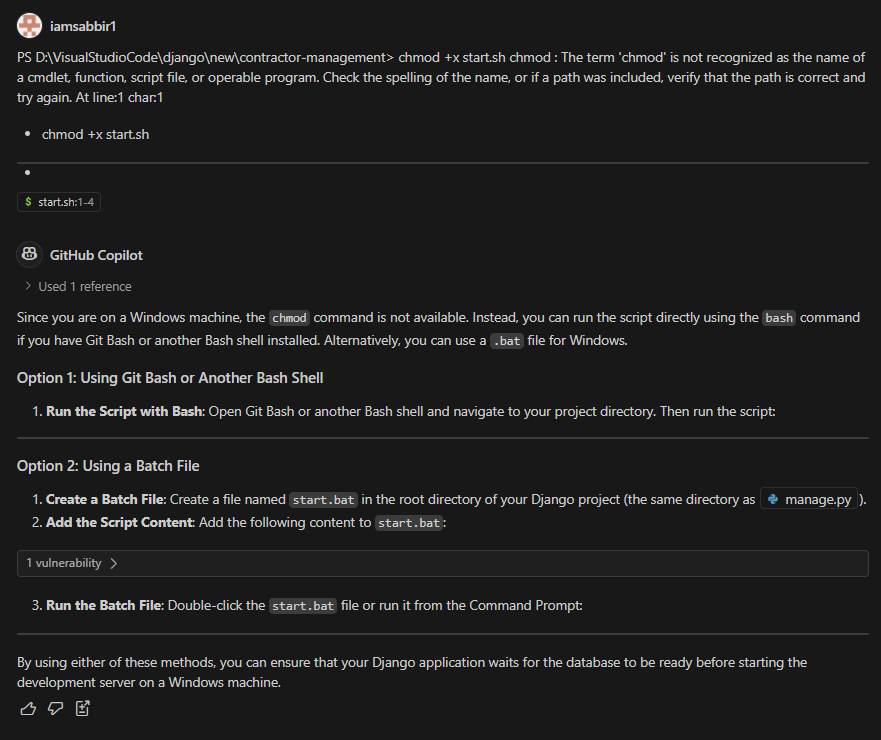 iamsabbir1
PS D:\VisualStudioCode\django\new\contractor-management> chmod +x start.sh chmod : The term 'chmod' is not recognized as the name of
a cmdlet, function, script file, or operable program. Check the spelling of the name, or if a path was included, verify that the path is correct and
try again. At line:1 char:1
• chmod +x start.sh
•
$ start.sh:1-4
GitHub Copilot
> Used 1 reference
Since you are on a Windows machine, the chmod command is not available. Instead, you can run the script directly using the bash command
if you have Git Bash or another Bash shell installed. Alternatively, you can use a .bat file for Windows.
Option 1: Using Git Bash or Another Bash Shell
1. Run the Script with Bash: Open Git Bash or another Bash shell and navigate to your project directory. Then run the script:
Option 2: Using a Batch File
1. Create a Batch File: Create a file named start.bat in the root directory of your Django project (the same directory as manage.py ).
2. Add the Script Content: Add the following content to start.bat:
1 vulnerability >
3. Run the Batch File: Double-click the start.bat file or run it from the Command Prompt:
By using either of these methods, you can ensure that your Django application waits for the database to be ready before starting the
development server on a Windows machine.